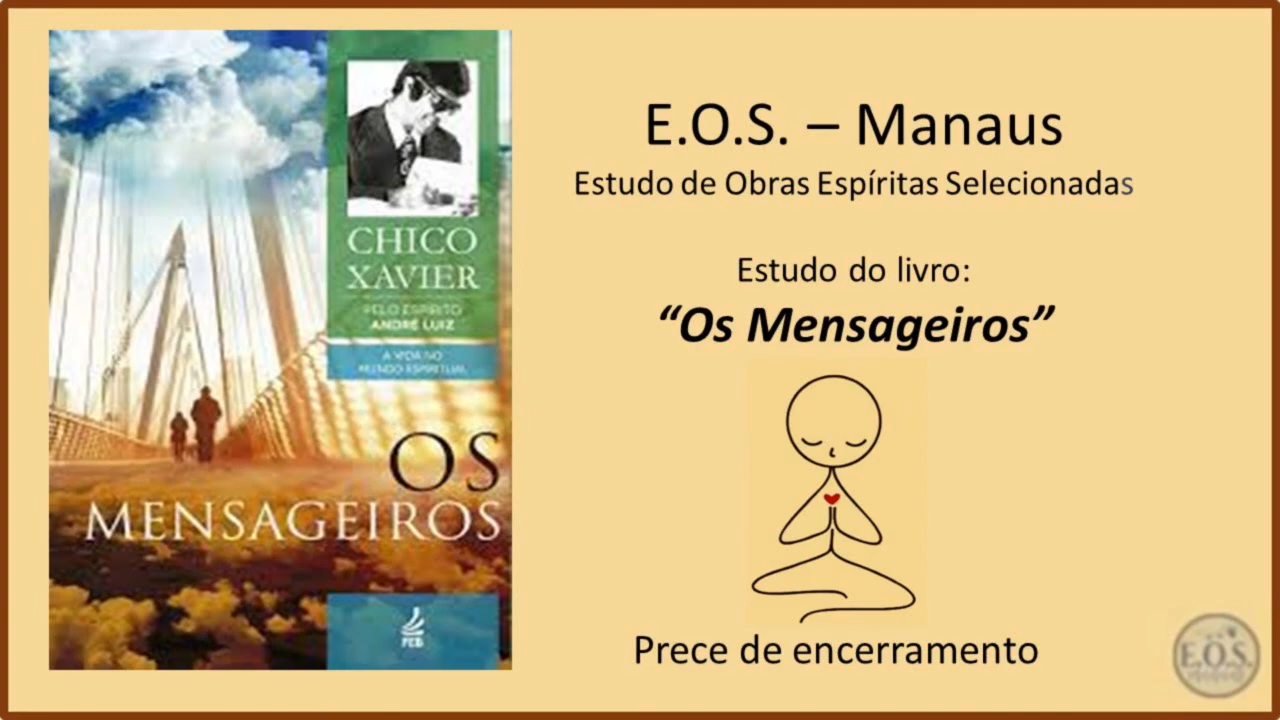 CHICO
XAVIER
PELO ESPÍRITO
ANDRÉ LUIZ
A VIDA NO
MUNDO ESPIRITUAL
OS
MENSAGEIROS
FEB
E.O.S. – Manaus
Estudo de Obras Espíritas Selecionadas
Estudo do livro:
“Os Mensageiros”
Prece de encerramento
E.O.S.